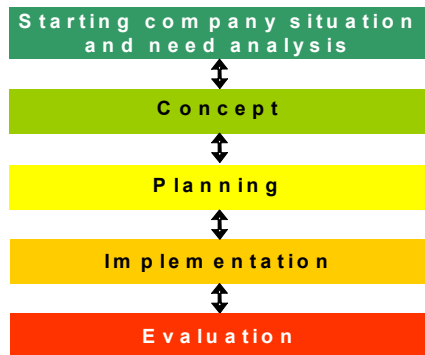 Starting company situation
and need analysis
Concept
Planning
Implementation
Evaluation